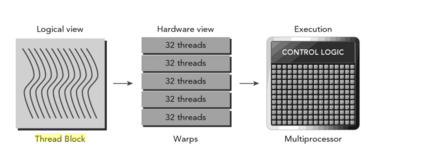 Logical view
Hardware view
Execution
32 threads
32 threads
32 threads
32 threads
32 threads
CONTROL LOGIC
Thread Block
Warps
Multiprocessor